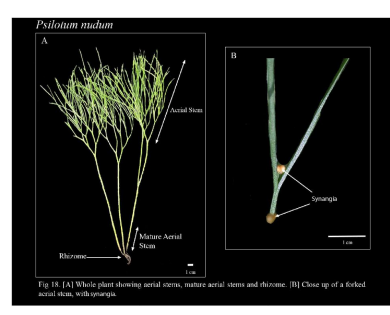 Psilotum nudum
A
B
Aerial Stem
Synangia
Mature Aerial
Stem
Rhizome
1 cm
1 cm
Fig 18. [A] Whole plant showing aerial stems, mature aerial stems and rhizome. [B] Close up of a forked
aerial stem, with synangia.